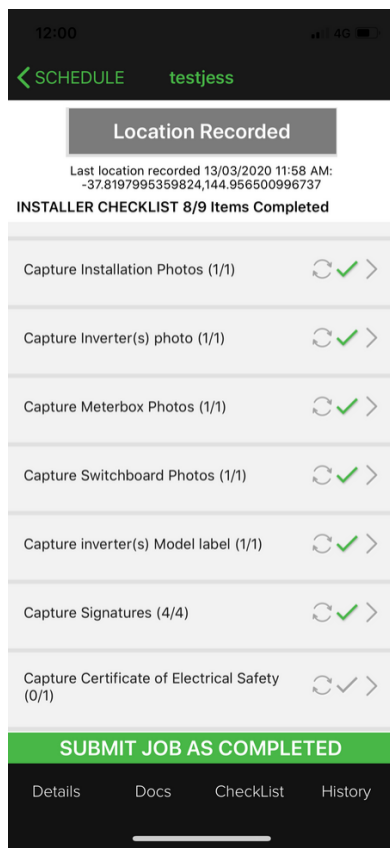 12:00 4G
SCHEDULE testjess
Location Recorded
Last location recorded 13/03/2020 11:58 AM:
-37.8197995359824,144.956500996737
INSTALLER CHECKLIST 8/9 Items Completed
Capture Installation Photos (1/1)
Capture Inverter(s) photo (1/1)
Capture Meterbox Photos (1/1)
Capture Switchboard Photos (1/1)
Capture inverter(s) Model label (1/1)
Capture Signatures (4/4)
Capture Certificate of Electrical Safety
(0/1)
SUBMIT JOB AS COMPLETED
Details Docs CheckList History